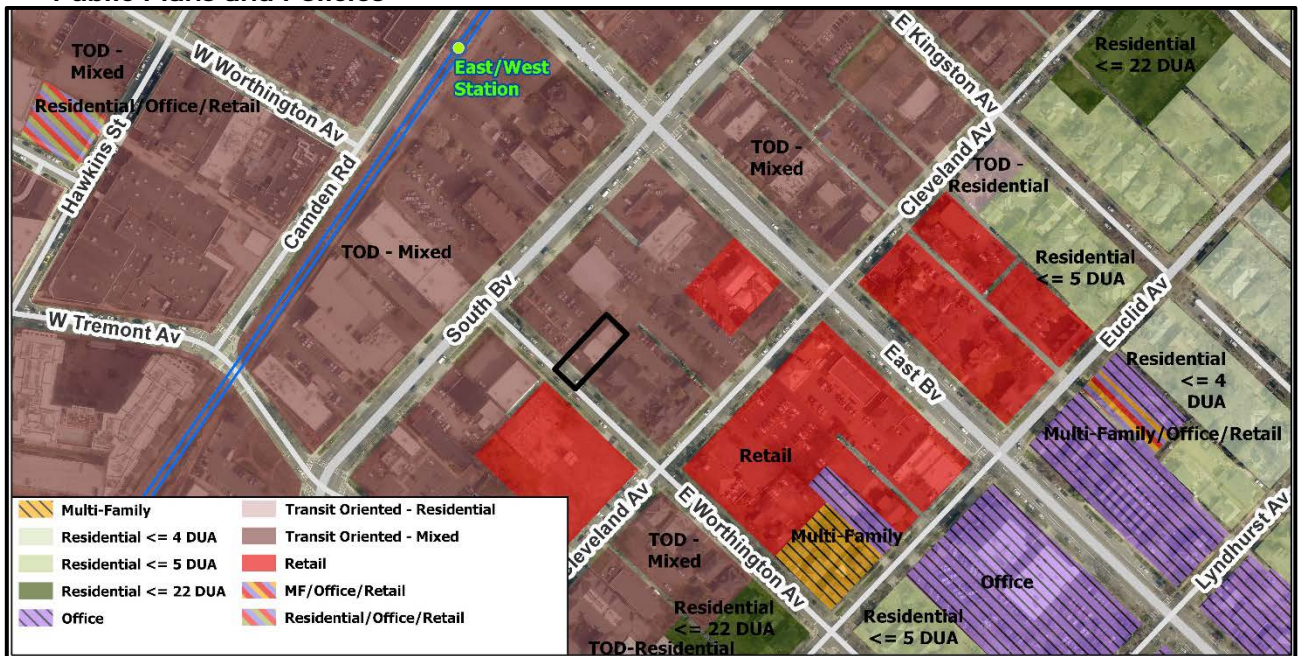 Public Plans and Policies
TOD -
Mixed
Residential/Office/Retail
W Worthington Av
Hawkins St
Camden Rd
East/West
Station
TOD - Mixed
W Tremont Av
South Bv
E Kingston Av
Residential
<= 22 DUA
TOD -
Mixed
Cleveland Av
TOD -
Residential
Residential
<= 5 DUA
Euclid Av
East Bv
Residential
<= 4
DUA
Multi-Family/Office/Retail
Retail
Multi-Family
Office
Lyndhurst Av
Cleveland Av
E Worthington Av
TOD -
Mixed
Residential
<= 22 DUA
Residential
<= 5 DUA
TOD-Residential
Multi-Family
Residential <= 4 DUA
Residential <= 5 DUA
Residential <= 22 DUA
Office
Transit Oriented - Residential
Transit Oriented - Mixed
Retail
MF/Office/Retail
Residential/Office/Retail